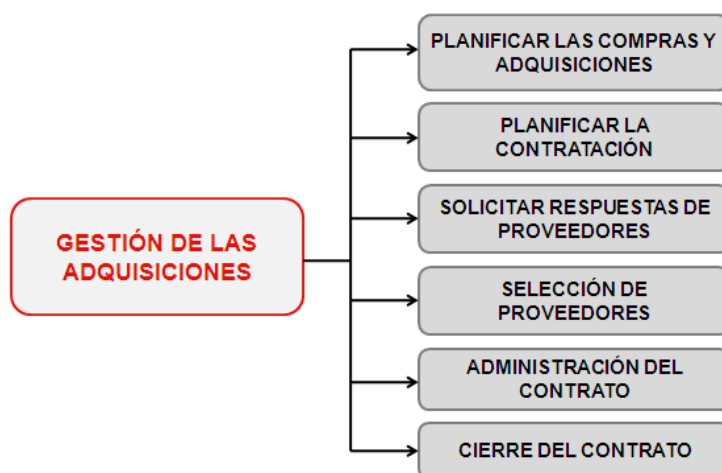 PLANIFICAR LAS COMPRAS Y
ADQUISICIONES
PLANIFICAR LA
CONTRATACIÓN
SOLICITAR RESPUESTAS DE
PROVEEDORES
GESTIÓN DE LAS
ADQUISICIONES
SELECCIÓN DE
PROVEEDORES
ADMINISTRACIÓN DEL
CONTRATO
CIERRE DEL CONTRATO